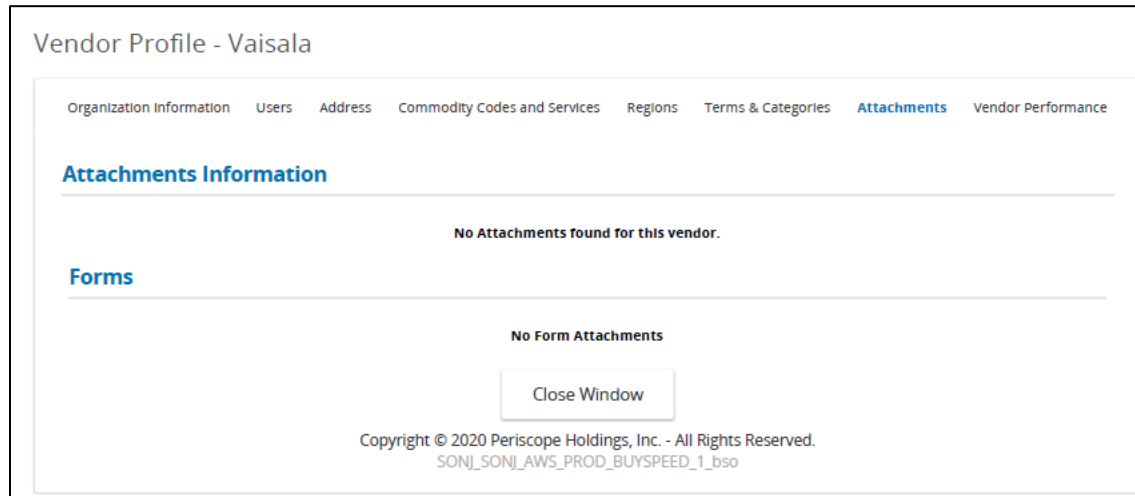 Vendor Profile - Vaisala
Organization Information Users Address Commodity Codes and Services Regions Terms & Categories Attachments Vendor Performance
Attachments Information
No Attachments found for this vendor.
Forms
No Form Attachments
Close Window
Copyright © 2020 Periscope Holdings, Inc. - All Rights Reserved.
SONJ_SONJ_AWS_PROD_BUYSPEED_1_bso